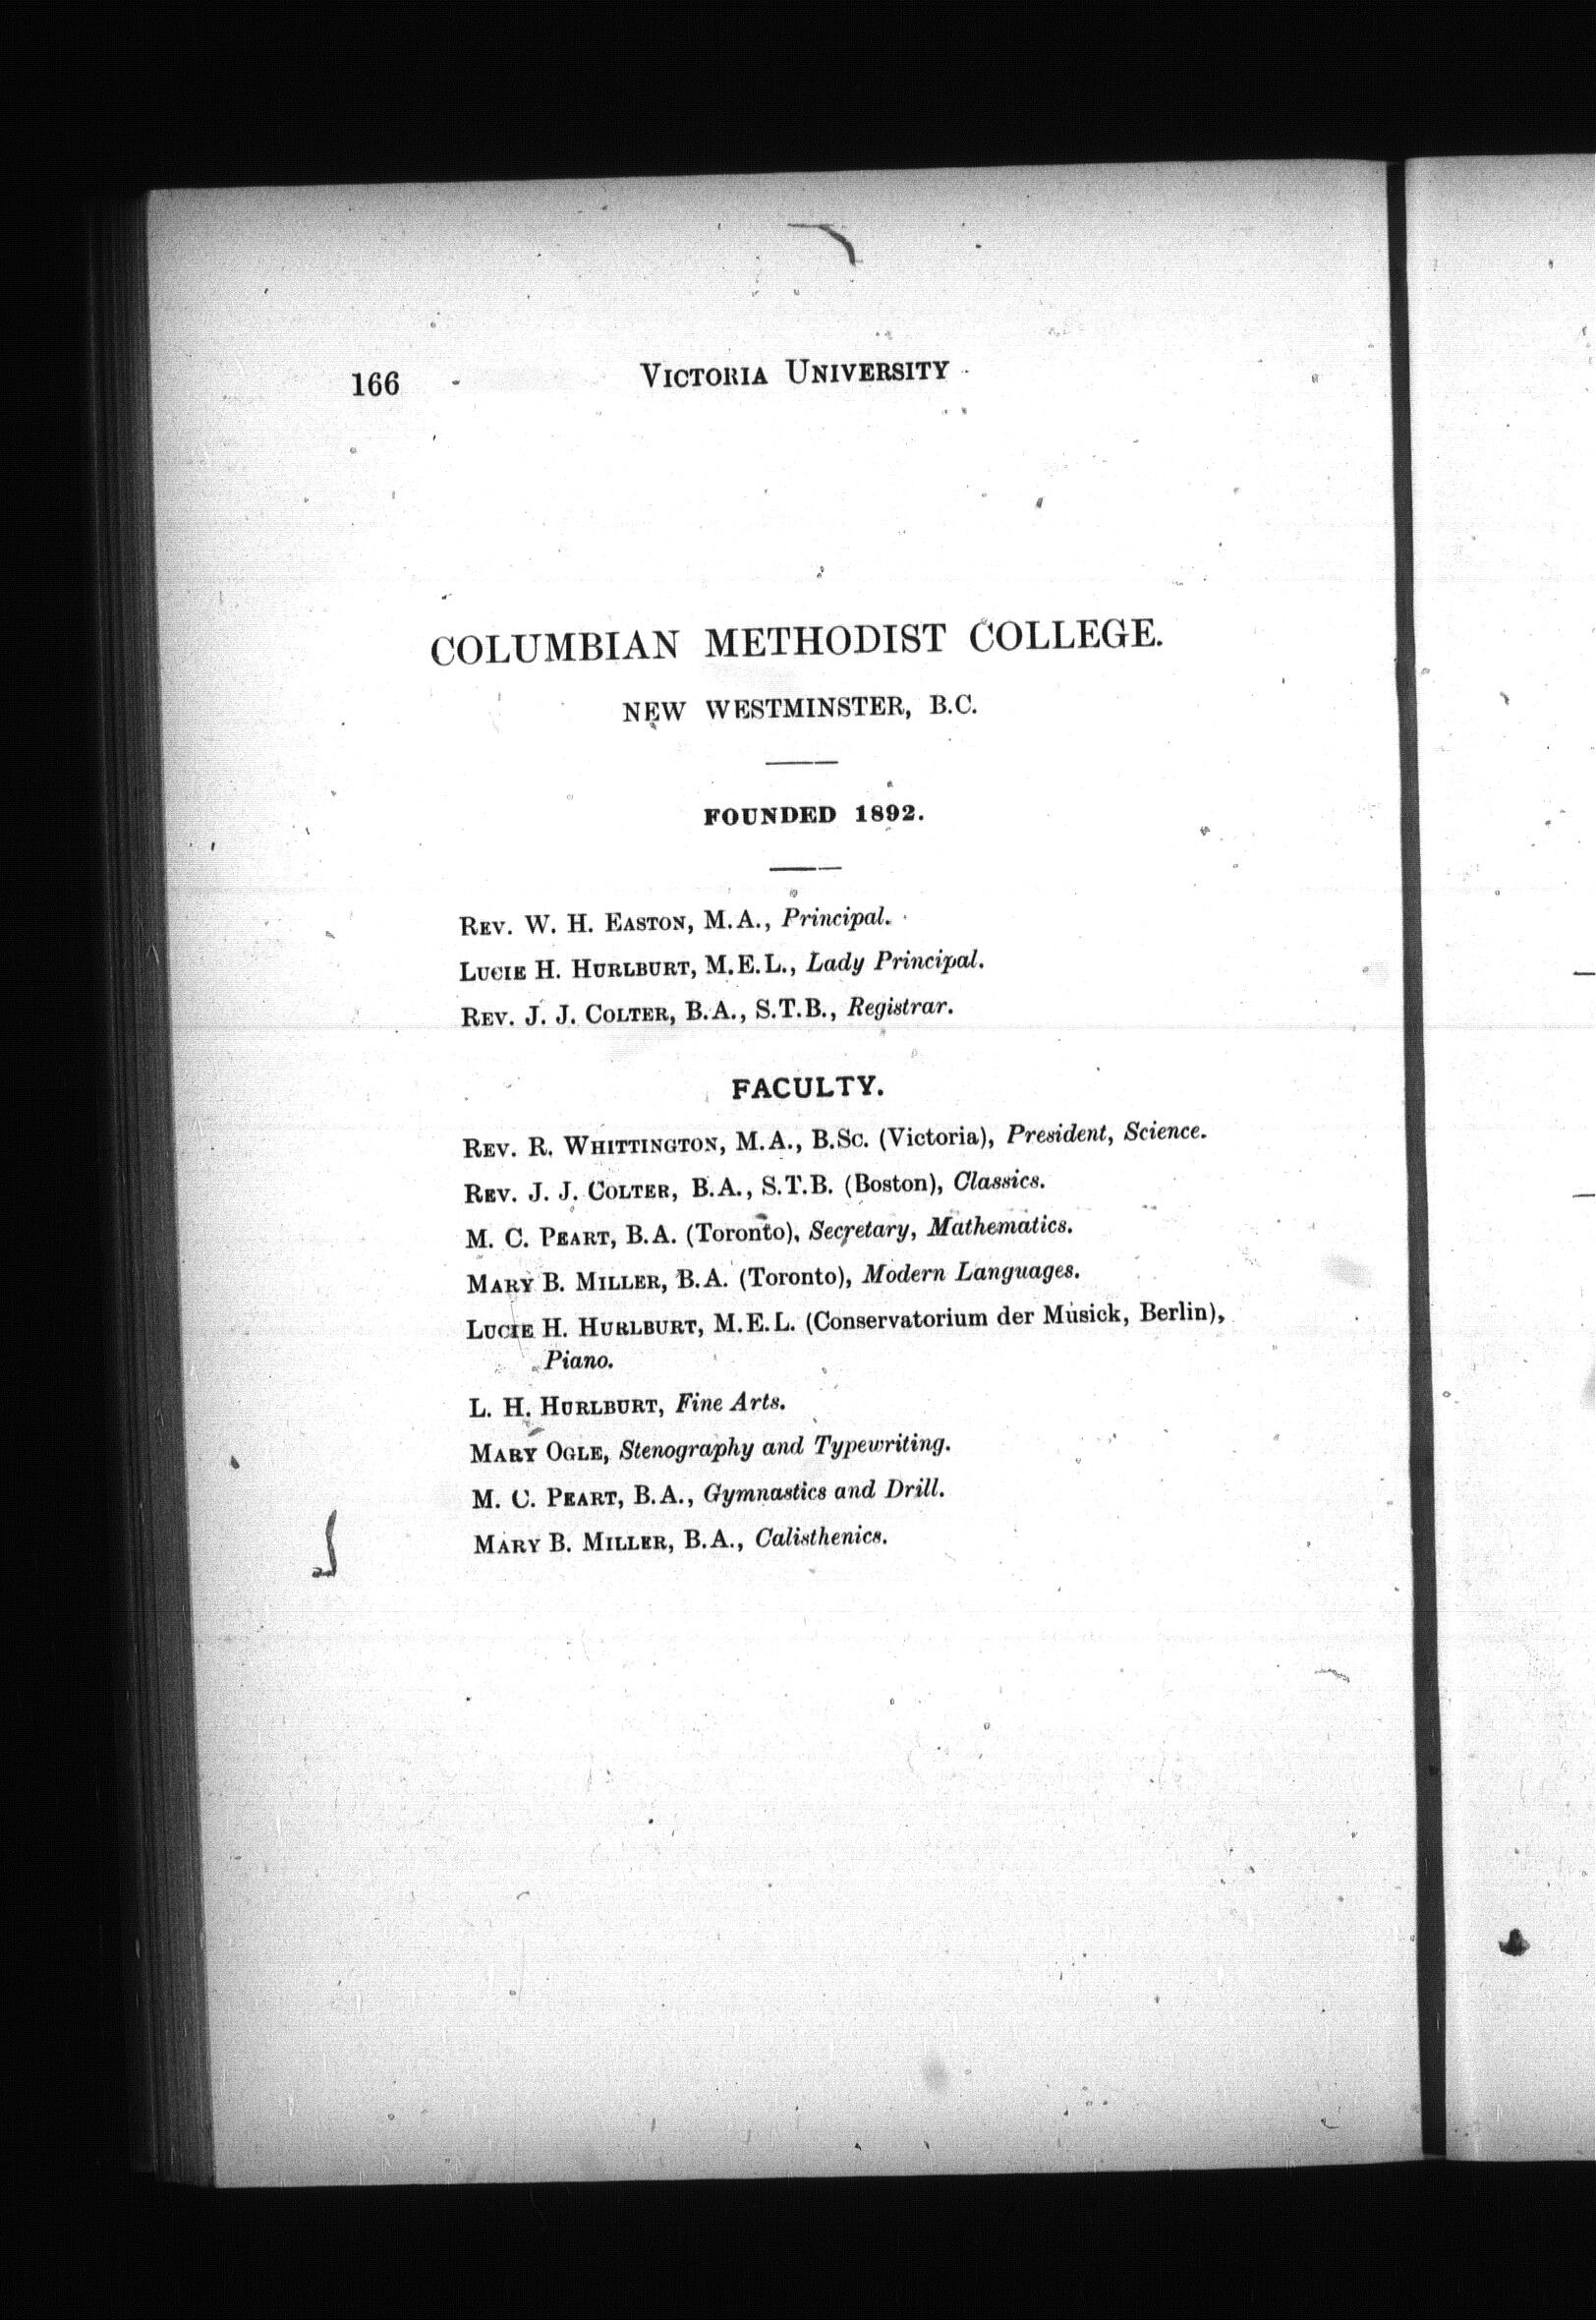 166
Victoria University
COLUMBIAN METHODIST COLLEGE.
NEW WESTMINSTER, B.C.
FOUNDED 1892.
Rev. W. H. Easton, M.A., Principal.
Lucie H. Hurlburt, M.E.L., Lady Principal.
Rev. J. J. Colter, B.A., S.T.B., Registrar.
FACULTY.
Rev. R. Whittington, M.A., B.Sc. (Victoria), President, Science.
Rev. J. J. Colter, B.A., S.T.B. (Boston), Classics.
M. C. Peart, B.A. (Toronto), Secretary, Mathematics.
Mary B. Miller, B.A. (Toronto), Modern Languages.
Lucie H. Hurlburt, M.E.L. (Conservatorium der Musick, Berlin),
Piano.
L. H. Hurlburt, Fine Arts.
Mary Ogle, Stenography and Typewriting.
M. C. Peart, B.A., Gymnastics and Drill.
Mary B. Miller, B.A., Calisthenics.